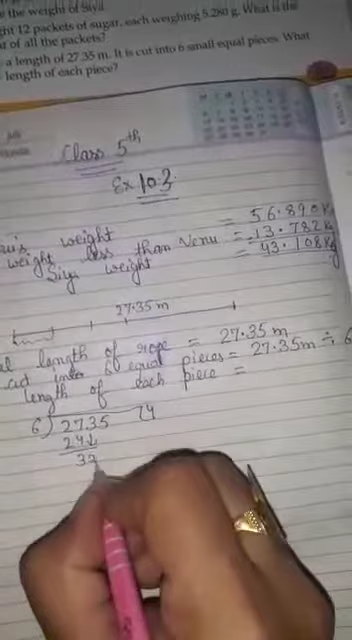 e the weight of Siya
ght 12 packets of sugar, each weighing 5.280 g. What is the
t of all the packets?
a length of 27.35 m. It is cut into 6 small equal pieces. What
length of each piece?
Class 5th
Ex 10.3
weight = 56.890 Kg
weight less than Venu = 13.782 Kg
Siya weight = 43.108 Kg
27.35 m
length of rope = 27.35 m
into 6 equal pieces = 27.35m ÷ 6
length of each piece =
6) 2735 (4
24↓
33